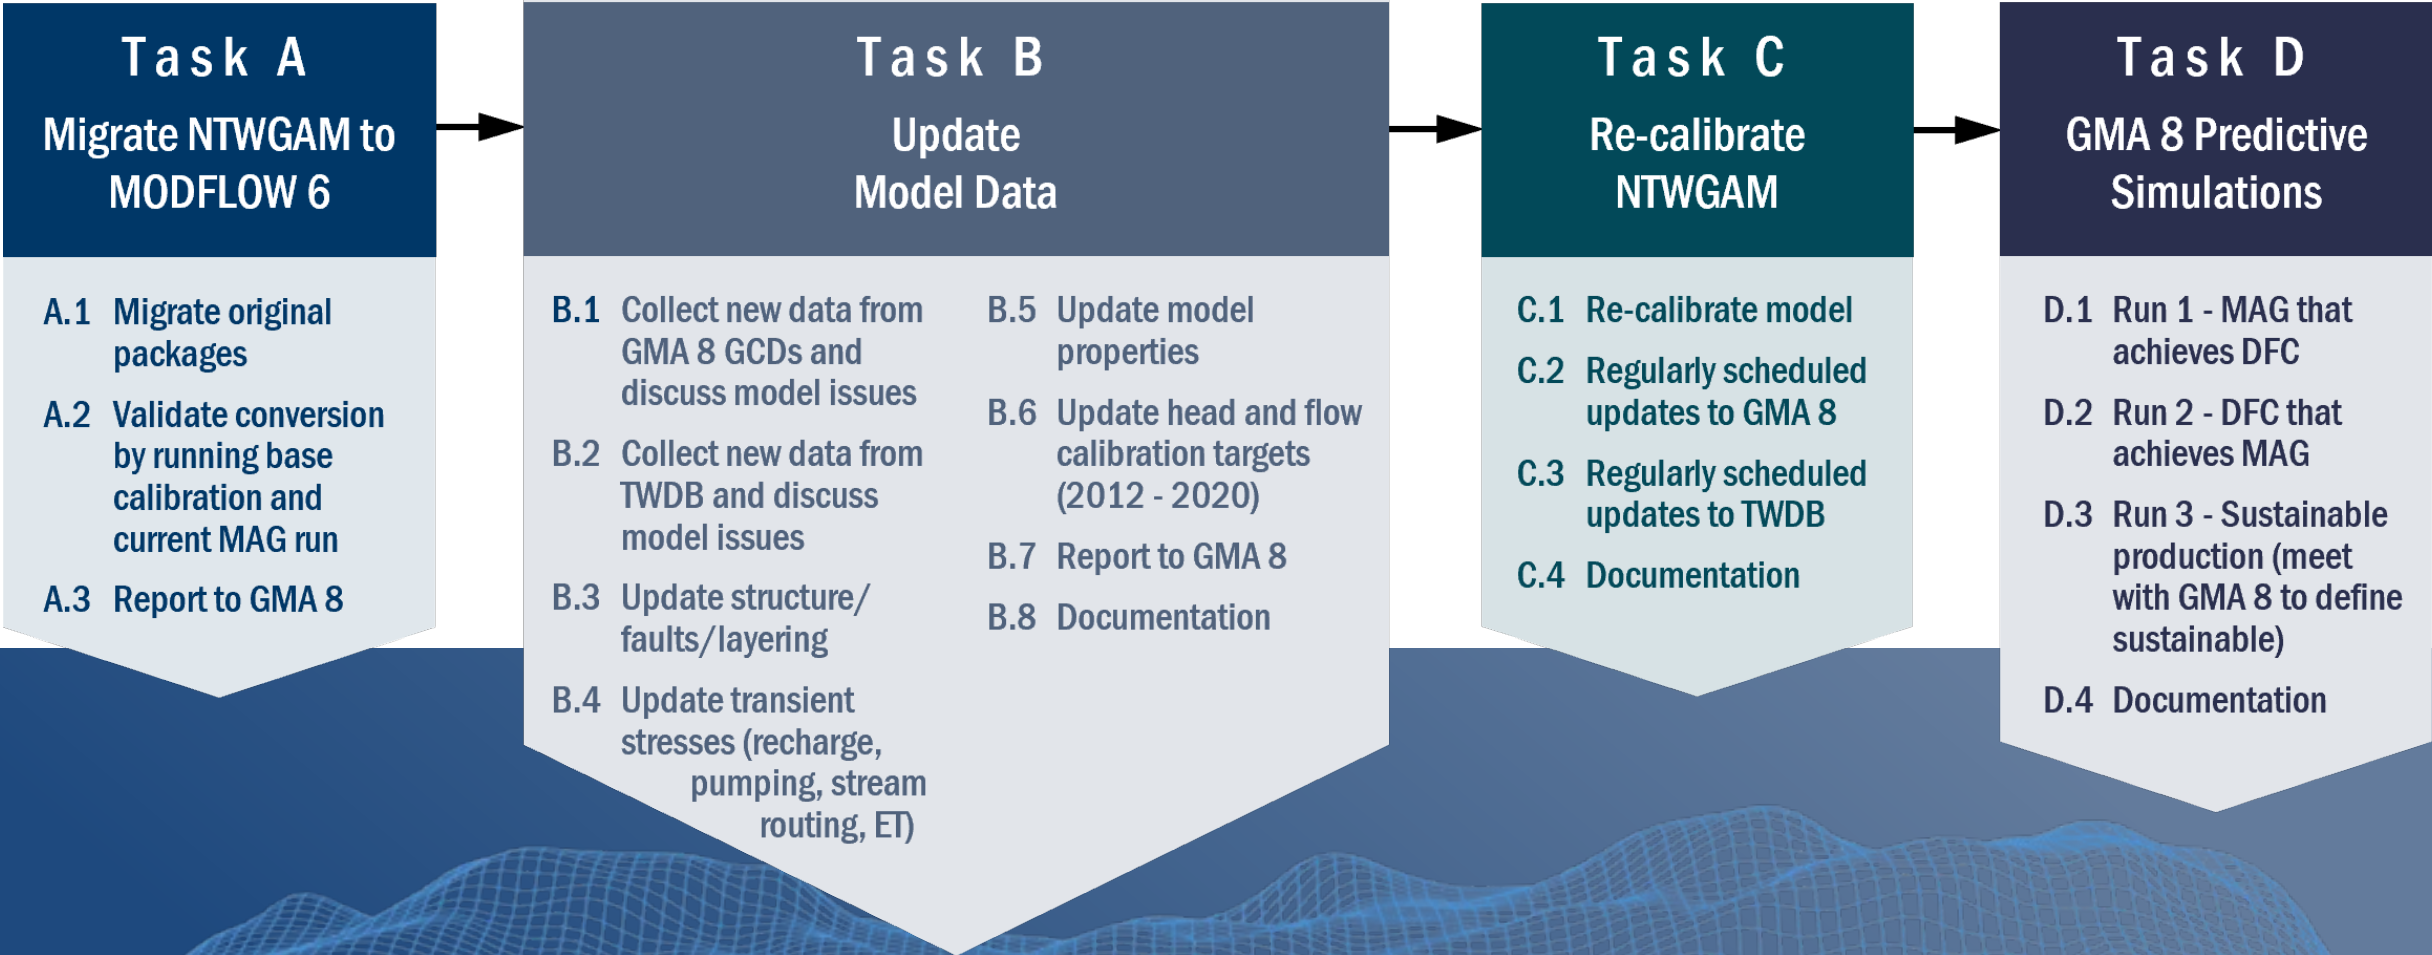 Task A
Migrate NTWGAM to
MODFLOW 6
A.1 Migrate original
packages
A.2 Validate conversion
by running base
calibration and
current MAG run
A.3 Report to GMA 8
Task B
Update
Model Data
B.1 Collect new data from
GMA 8 GCDs and
discuss model issues
B.2 Collect new data from
TWDB and discuss
model issues
B.3 Update structure/
faults/layering
B.4 Update transient
stresses (recharge,
pumping, stream
routing, ET)
B.5 Update model
properties
B.6 Update head and flow
calibration targets
(2012 - 2020)
B.7 Report to GMA 8
B.8 Documentation
Task C
Re-calibrate
NTWGAM
C.1 Re-calibrate model
C.2 Regularly scheduled
updates to GMA 8
C.3 Regularly scheduled
updates to TWDB
C.4 Documentation
Task D
GMA 8 Predictive
Simulations
D.1 Run 1 - MAG that
achieves DFC
D.2 Run 2 - DFC that
achieves MAG
D.3 Run 3 - Sustainable
production (meet
with GMA 8 to define
sustainable)
D.4 Documentation